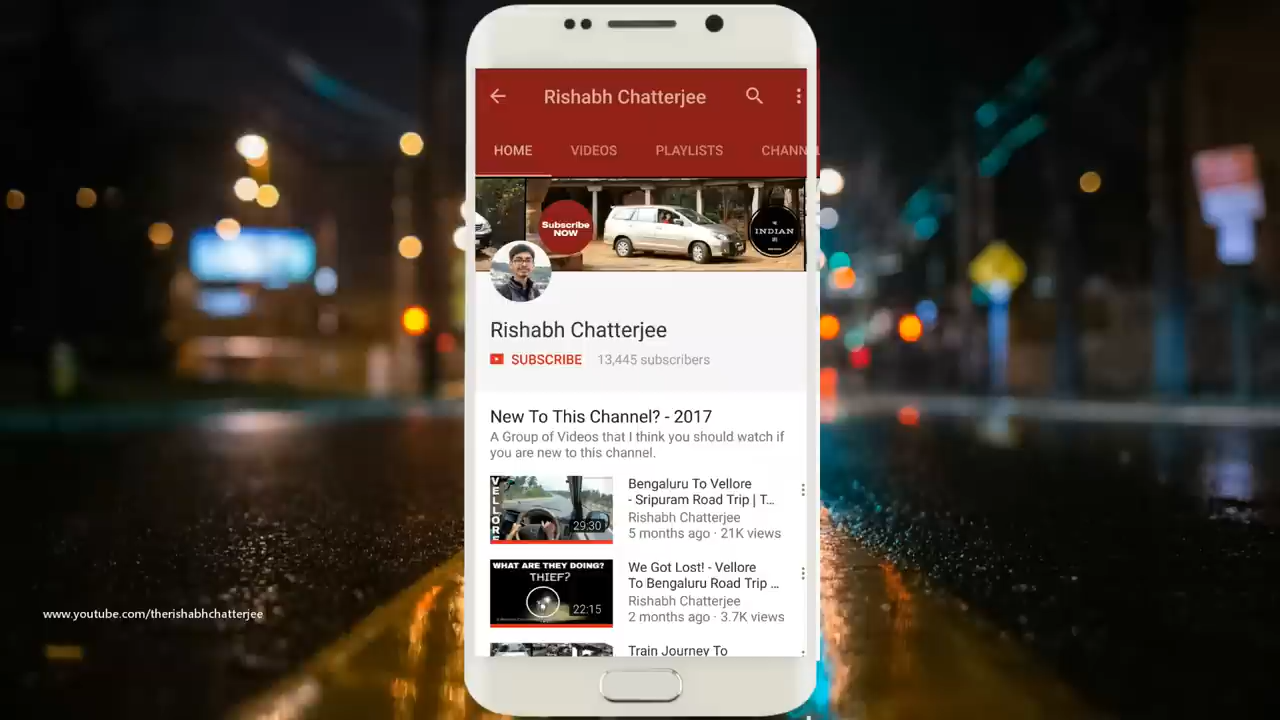 Rishabh Chatterjee
HOME VIDEOS PLAYLISTS CHANNEL
Subscribe
NOW
INDIAN
Rishabh Chatterjee
SUBSCRIBE 13,445 subscribers
New To This Channel? - 2017
A Group of Videos that I think you should watch if
you are new to this channel.
VELLORE
29:30
Bengaluru To Vellore
- Sripuram Road Trip | T...
Rishabh Chatterjee
5 months ago · 21K views
WHAT ARE THEY DOING?
THIEF?
22:15
We Got Lost! - Vellore
To Bengaluru Road Trip ...
Rishabh Chatterjee
2 months ago · 3.7K views
Train Journey To
www.youtube.com/therishabhchatterjee